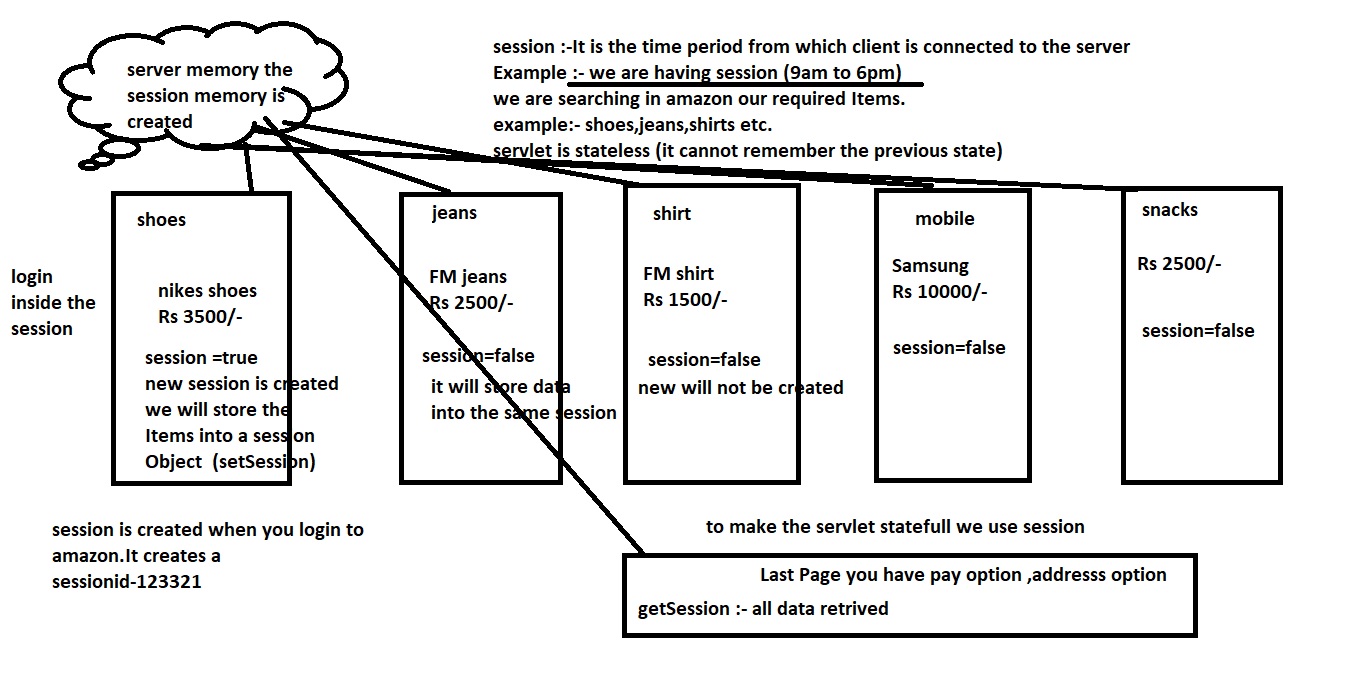 server memory the
session memory is
created
session :-It is the time period from which client is connected to the server
Example :- we are having session (9am to 6pm)
we are searching in amazon our required Items.
example:- shoes,jeans,shirts etc.
servlet is stateless (it cannot remember the previous state)
login
inside the
session
shoes
nikes shoes
Rs 3500/-
session =true
new session is created
we will store the
Items into a session
Object (setSession)
jeans
FM jeans
Rs 2500/-
session=false
it will store data
into the same session
shirt
FM shirt
Rs 1500/-
session=false
new will not be created
mobile
Samsung
Rs 10000/-
session=false
snacks
Rs 2500/-
session=false
session is created when you login to
amazon.It creates a
sessionid-123321
to make the servlet statefull we use session
Last Page you have pay option ,addresss option
getSession :- all data retrived